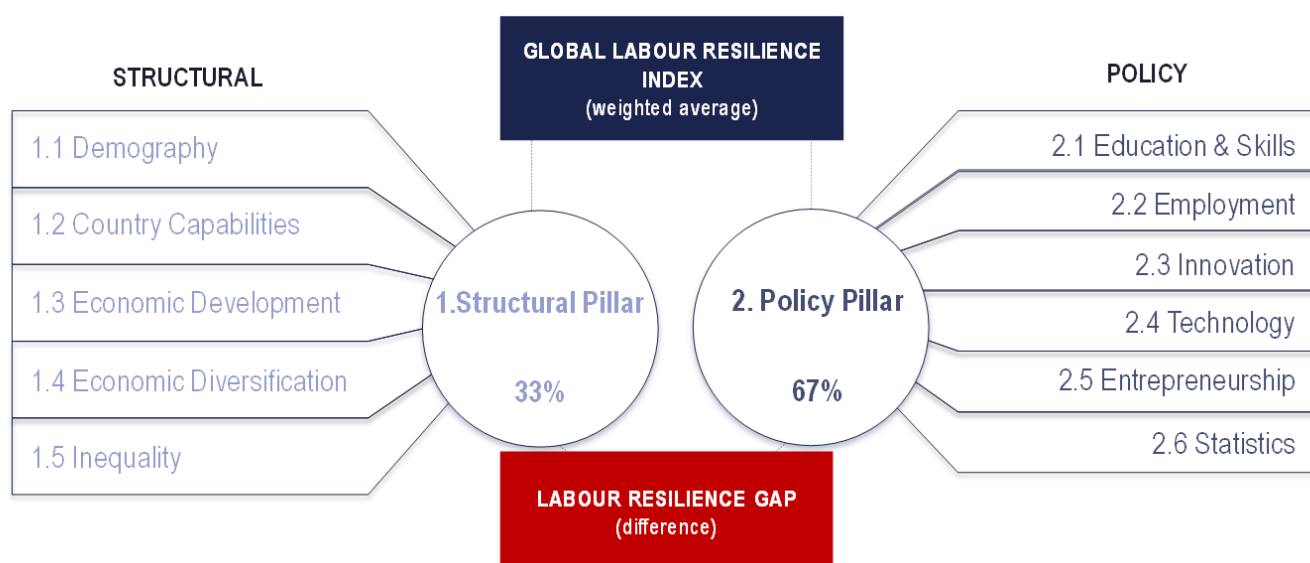 GLOBAL LABOUR RESILIENCE
INDEX
(weighted average)
STRUCTURAL
1.1 Demography
1.2 Country Capabilities
1.3 Economic Development
1.4 Economic Diversification
1.5 Inequality
1.Structural Pillar
33%
2. Policy Pillar
67%
POLICY
2.1 Education & Skills
2.2 Employment
2.3 Innovation
2.4 Technology
2.5 Entrepreneurship
2.6 Statistics
LABOUR RESILIENCE GAP
(difference)